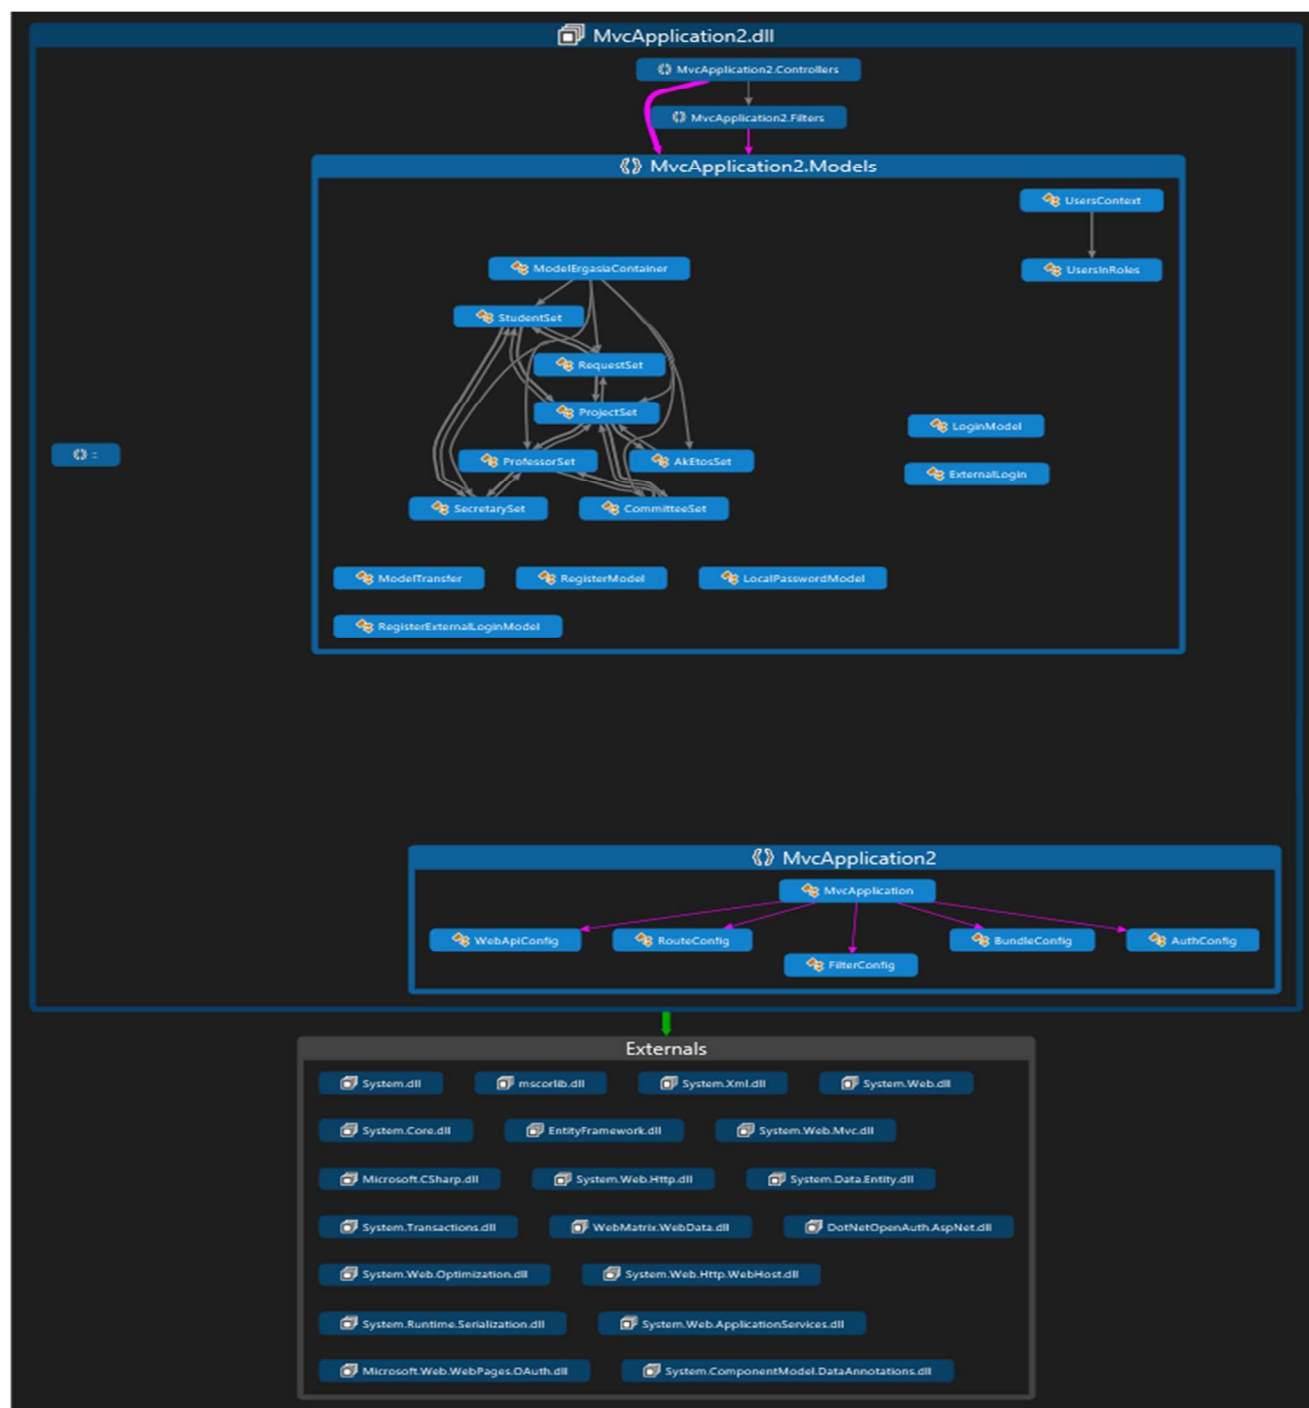 MvcApplication2.dll
MvcApplication2.Controllers
MvcApplication2.Filters
MvcApplication2.Models
UsersContext
ModelErgasiaContainer
UsersInRoles
StudentSet
RequestSet
ProjectSet
LoginModel
ProfessorSet
AkEtosSet
ExternalLogin
SecretarySet
CommitteeSet
ModelTransfer
RegisterModel
LocalPasswordModel
RegisterExternalLoginModel
MvcApplication2
MvcApplication
WebApiConfig
RouteConfig
BundleConfig
AuthConfig
FilterConfig
Externals
System.dll
mscorlib.dll
System.Xml.dll
System.Web.dll
System.Core.dll
EntityFramework.dll
System.Web.Mvc.dll
Microsoft.CSharp.dll
System.Web.Http.dll
System.Data.Entity.dll
System.Transactions.dll
WebMatrix.WebData.dll
DotNetOpenAuth.AspNet.dll
System.Web.Optimization.dll
System.Web.Http.WebHost.dll
System.Runtime.Serialization.dll
System.Web.ApplicationServices.dll
Microsoft.Web.WebPages.OAuth.dll
System.ComponentModel.DataAnnotations.dll